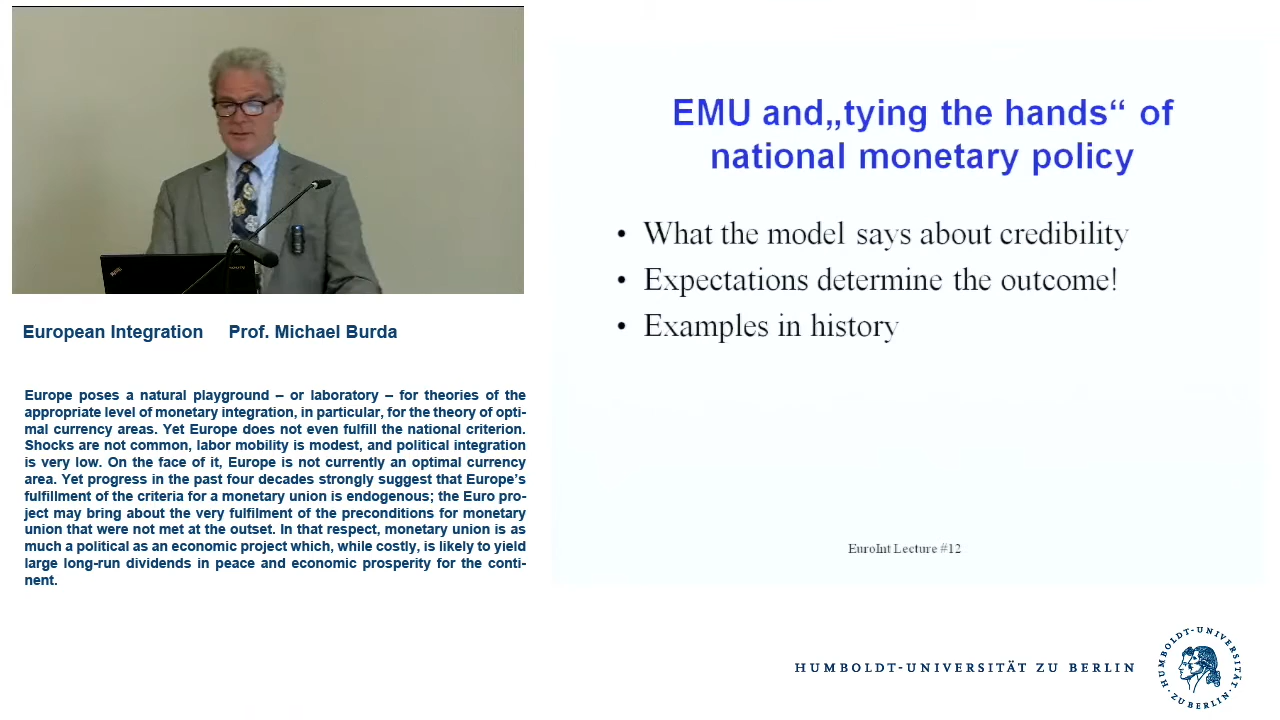 EMU and„tying the hands“ of
national monetary policy
• What the model says about credibility
• Expectations determine the outcome!
• Examples in history
EuroInt Lecture #12
European Integration Prof. Michael Burda
Europe poses a natural playground – or laboratory – for theories of the
appropriate level of monetary integration, in particular, for the theory of opti-
mal currency areas. Yet Europe does not even fulfill the national criterion.
Shocks are not common, labor mobility is modest, and political integration
is very low. On the face of it, Europe is not currently an optimal currency
area. Yet progress in the past four decades strongly suggest that Europe’s
fulfillment of the criteria for a monetary union is endogenous; the Euro pro-
ject may bring about the very fulfilment of the preconditions for monetary
union that were not met at the outset. In that respect, monetary union is as
much a political as an economic project which, while costly, is likely to yield
large long-run dividends in peace and economic prosperity for the conti-
nent.
HUMBOLDT-UNIVERSITÄT ZU BERLIN
HUMBOLDT-UNIVERSITÄT
ZU BERLIN